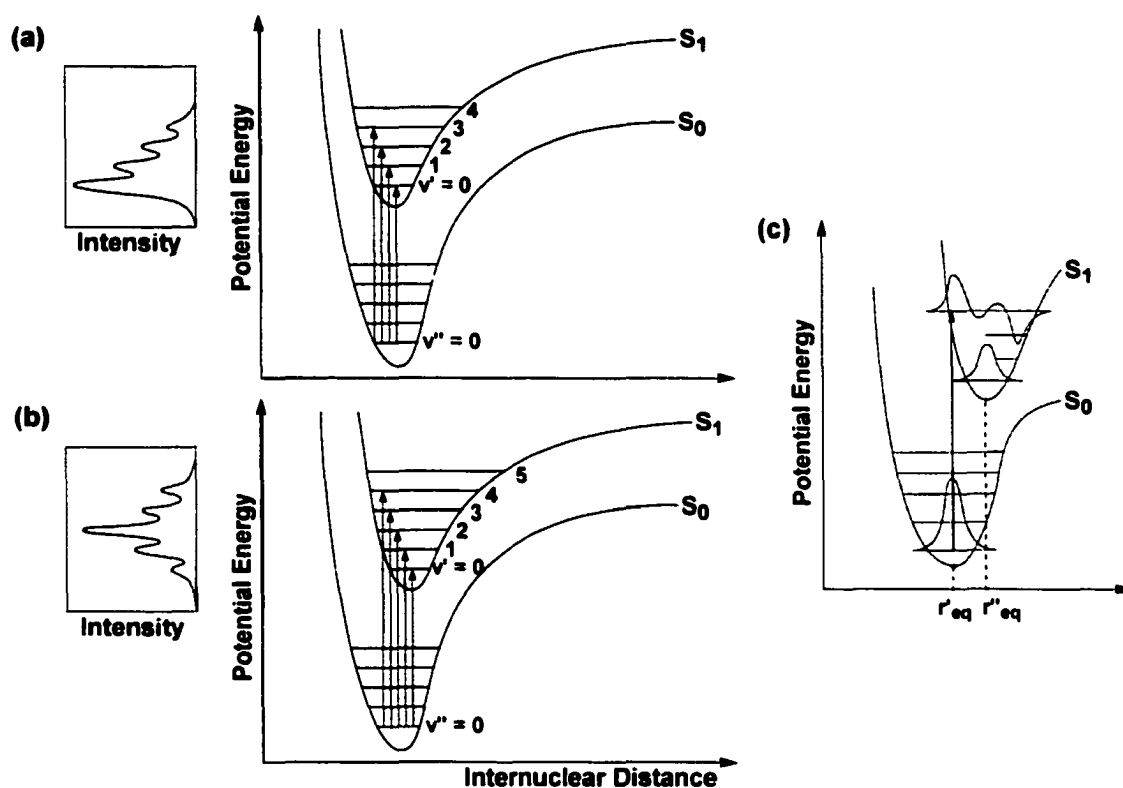 (a)
Intensity
Potential Energy
S1
S0
4
3
2
1
v' = 0
v'' = 0
(b)
Intensity
Potential Energy
S1
S0
5
4
3
2
1
v' = 0
v'' = 0
Internuclear Distance
(c)
Potential Energy
S1
S0
r'eq r''eq